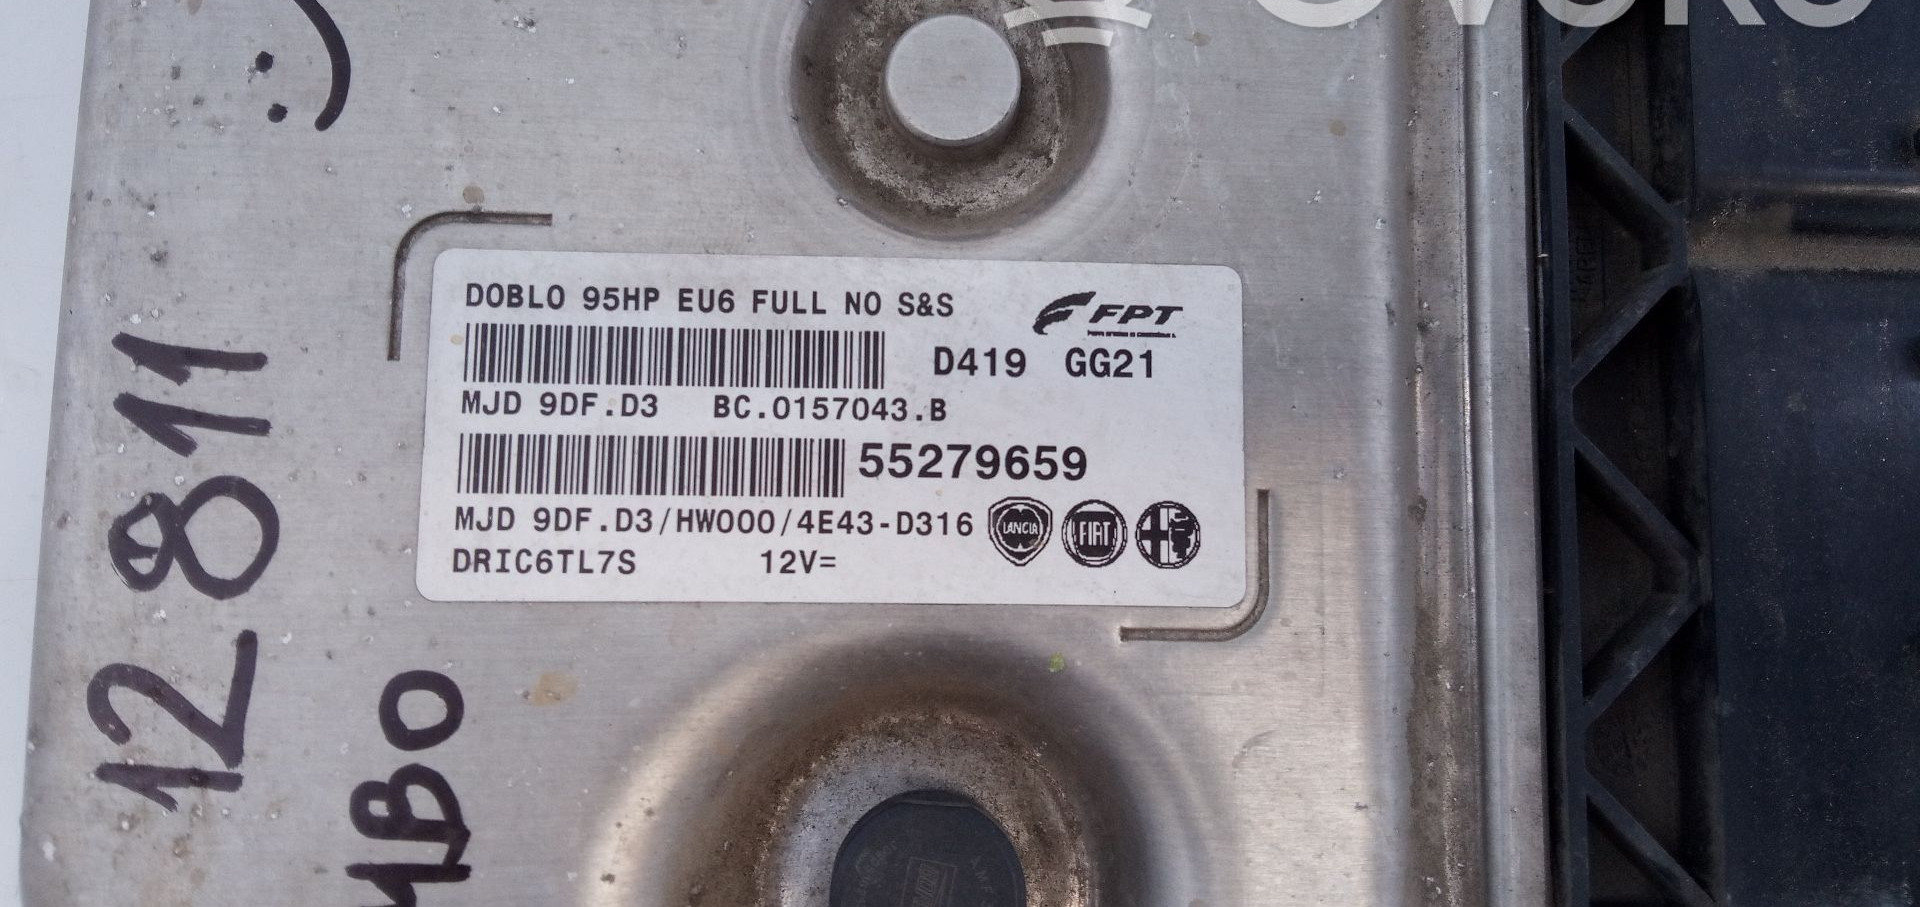 DOBLO 95HP EU6 FULL NO S&S
FPT
D419 GG21
MJD 9DF.D3 BC.0157043.B
55279659
MJD 9DF.D3/HW000/4E43-D316
LANCIA
FIAT
DRIC6TL7S 12V=
12811